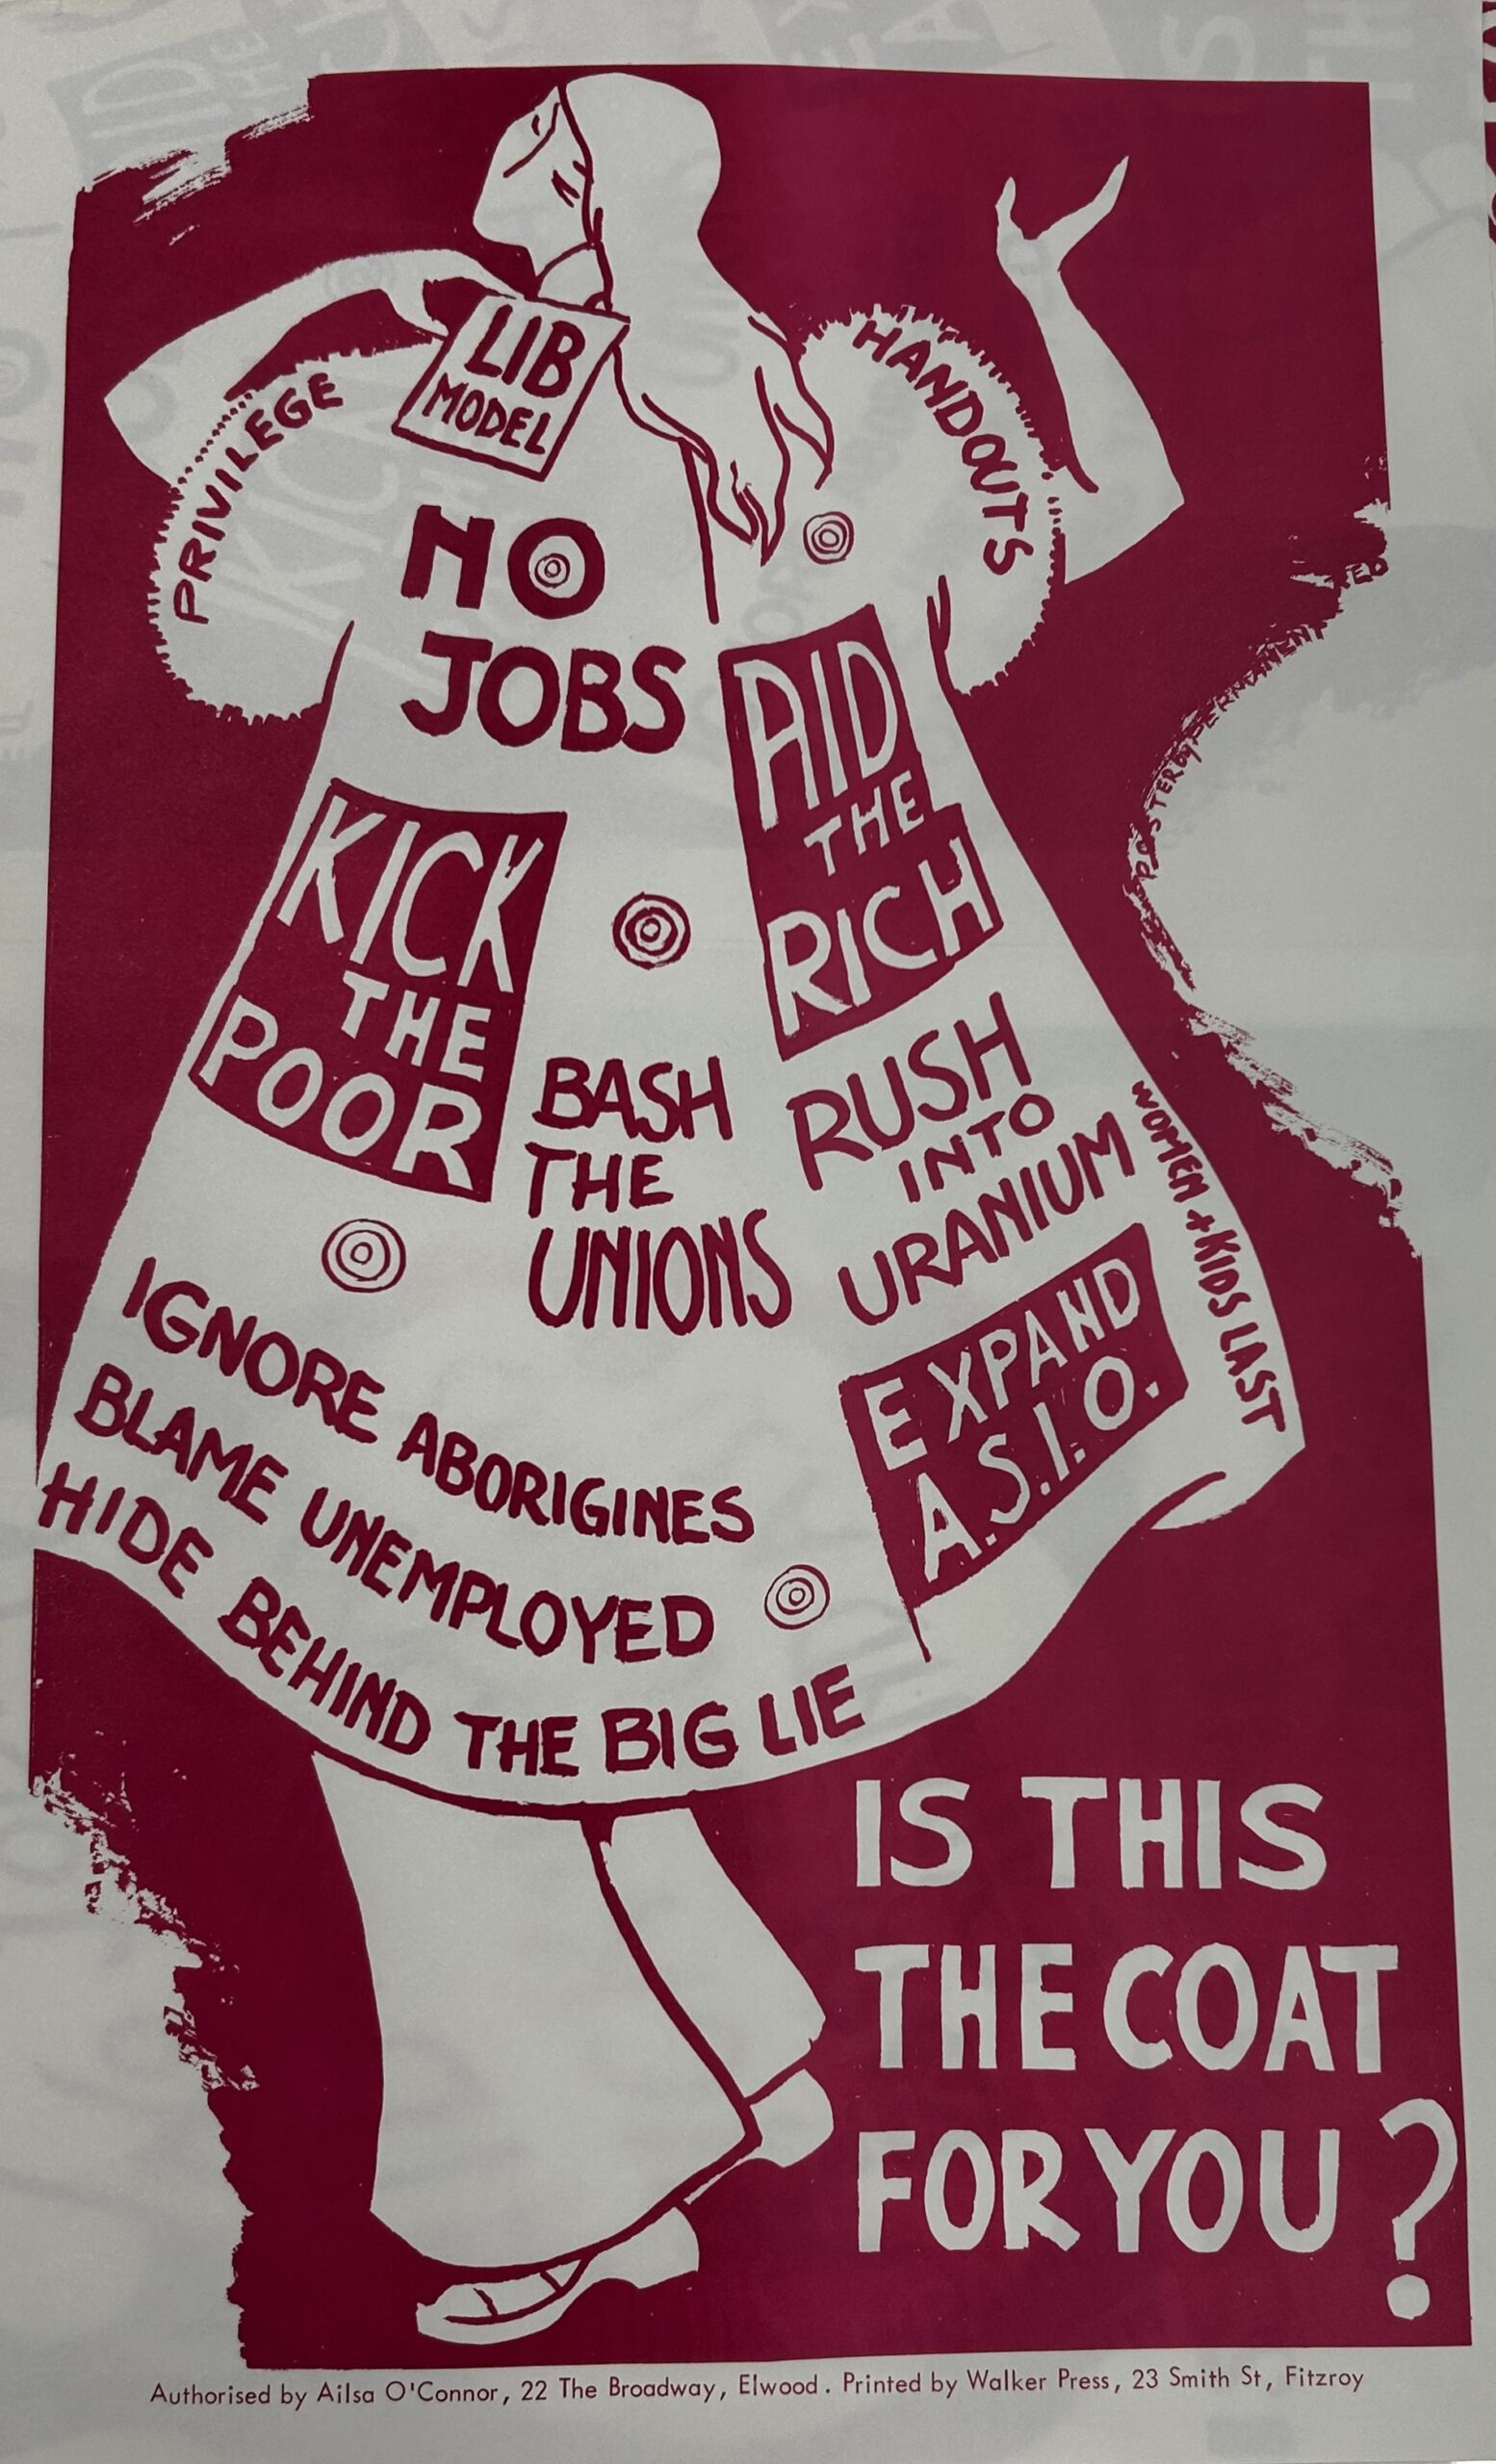 LIB
MODEL
PRIVILEGE
HANDOUTS
NO
JOBS
AID
THE
RICH
KICK
THE
POOR
BASH
THE
UNIONS
RUSH
INTO
URANIUM
WOMEN + KIDS LAST
EXPAND
A.S.I.O.
IGNORE ABORIGINES
BLAME UNEMPLOYED
HIDE BEHIND THE BIG LIE
POSTER by
IS THIS
THE COAT
FOR YOU?
Authorised by Ailsa O'Connor, 22 The Broadway, Elwood. Printed by Walker Press, 23 Smith St, Fitzroy